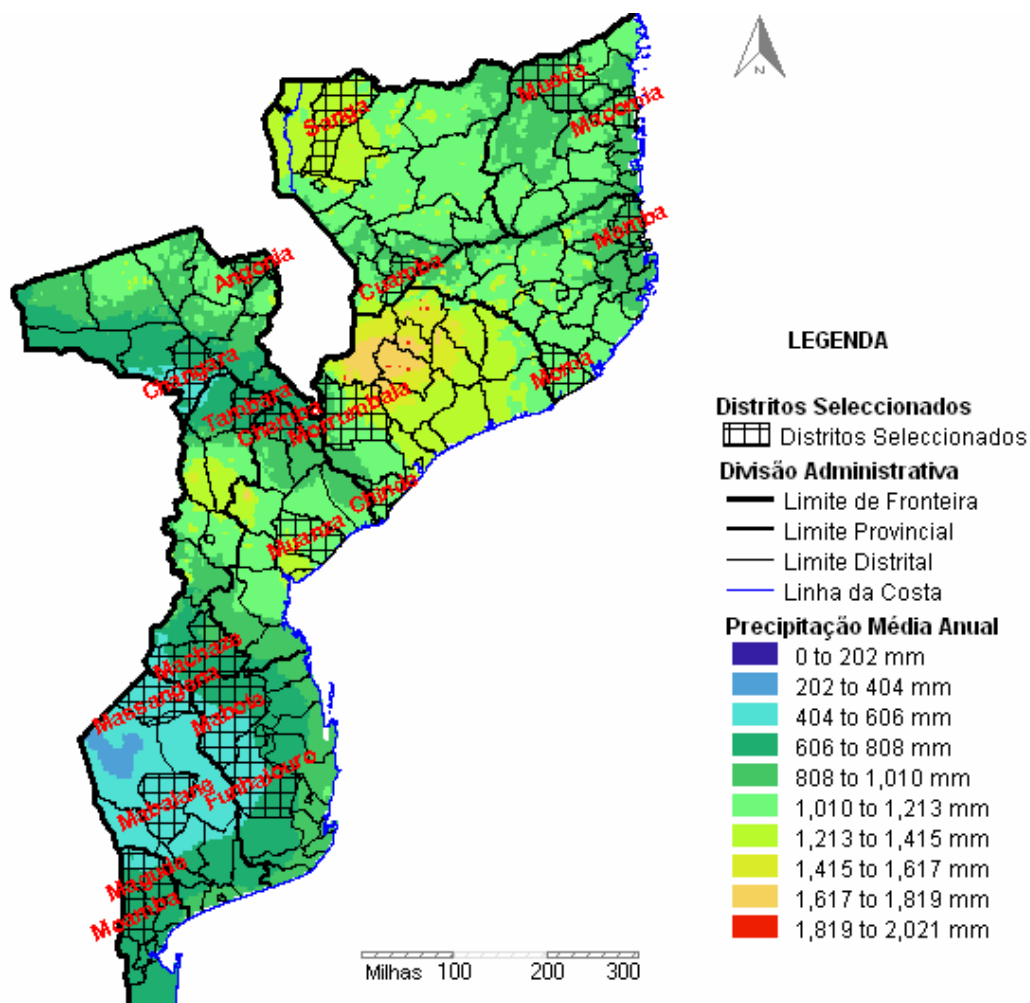 N
Mueda
Sanga
Macomia
Memba
Angonia
Cuamba
Changara
Moma
Tambara
Chemba
Morrumbala
Chinde
Muanza
Machaze
Massangena
Mabote
Funhalouro
Mabalane
Magude
Moamba
LEGENDA
Distritos Seleccionados
Distritos Seleccionados
Divisão Administrativa
Limite de Fronteira
Limite Provincial
Limite Distrital
Linha da Costa
Precipitação Média Anual
0 to 202 mm
202 to 404 mm
404 to 606 mm
606 to 808 mm
808 to 1,010 mm
1,010 to 1,213 mm
1,213 to 1,415 mm
1,415 to 1,617 mm
1,617 to 1,819 mm
1,819 to 2,021 mm
Milhas 100 200 300